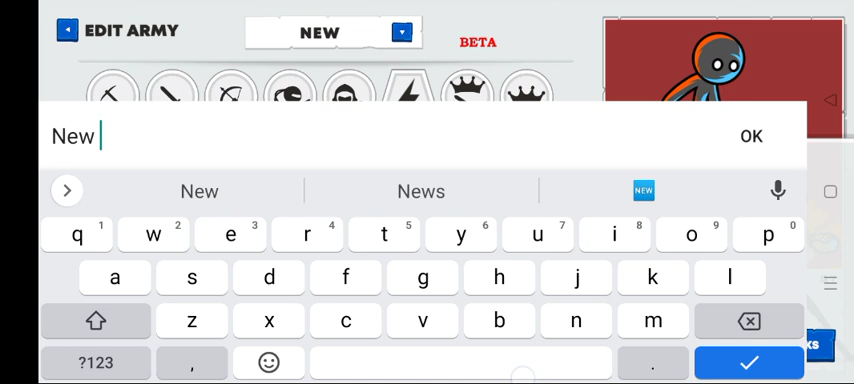 EDIT ARMY
NEW
BETA
New
OK
New
News
NEW
q 1 w 2 e 3 r 4 t 5 y 6 u 7 i 8 o 9 p 0
a s d f g h j k l
z x c v b n m
?123 , .
KS